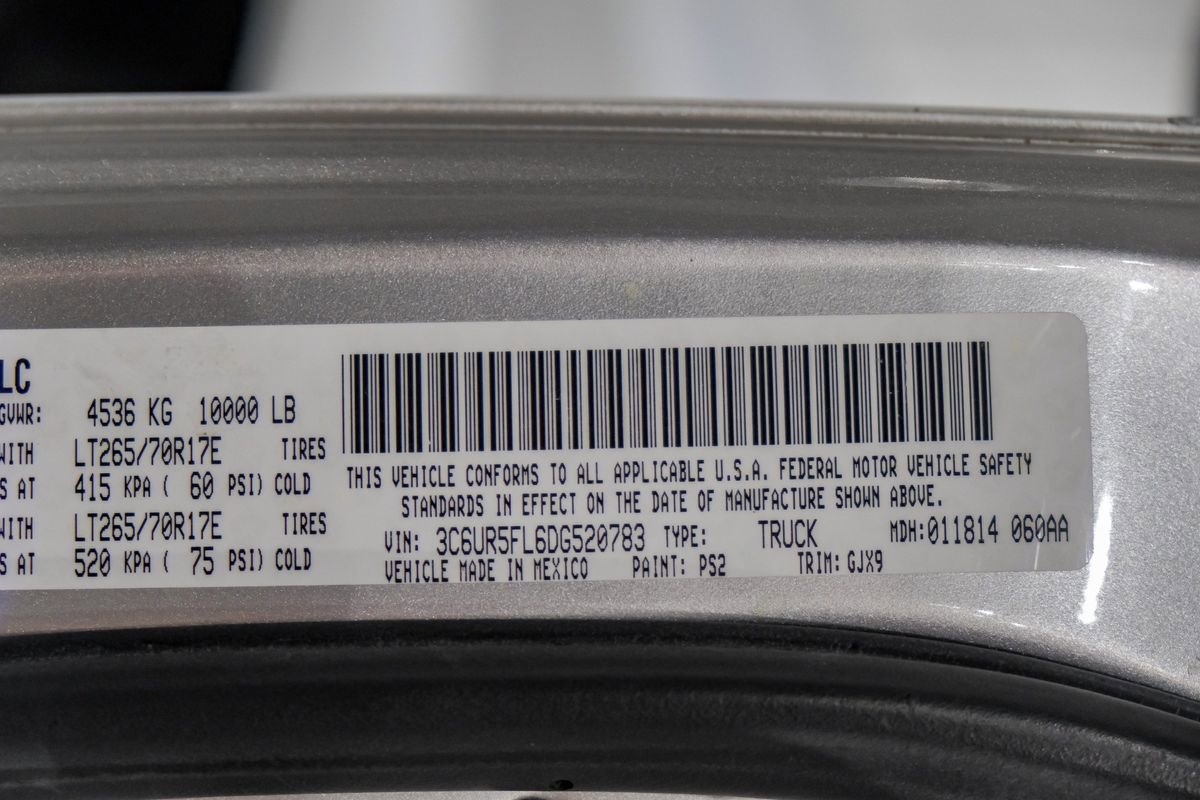 LC
GVWR: 4536 KG 10000 LB
WITH LT265/70R17E TIRES
S AT 415 KPA ( 60 PSI) COLD
WITH LT265/70R17E TIRES
S AT 520 KPA ( 75 PSI) COLD
THIS VEHICLE CONFORMS TO ALL APPLICABLE U.S.A. FEDERAL MOTOR VEHICLE SAFETY
STANDARDS IN EFFECT ON THE DATE OF MANUFACTURE SHOWN ABOVE.
VIN: 3C6UR5FL6DG520783 TYPE: TRUCK MDH:011814 060AA
VEHICLE MADE IN MEXICO PAINT: PS2 TRIM: GJX9